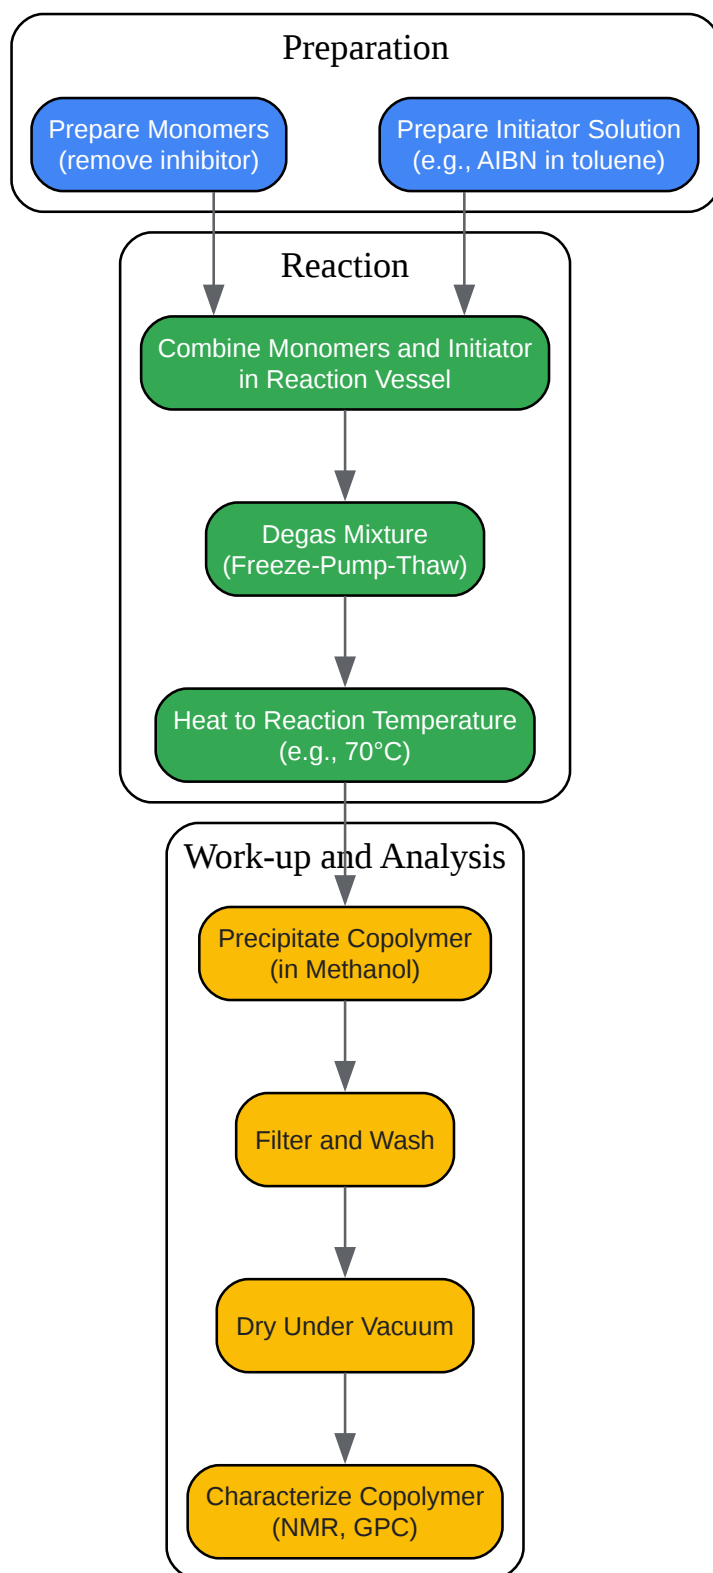 Preparation
Prepare Monomers
(remove inhibitor)
Prepare Initiator Solution
(e.g., AIBN in toluene)
Reaction
Combine Monomers and Initiator
in Reaction Vessel
Degas Mixture
(Freeze-Pump-Thaw)
Heat to Reaction Temperature
(e.g., 70°C)
Work-up and Analysis
Precipitate Copolymer
(in Methanol)
Filter and Wash
Dry Under Vacuum
Characterize Copolymer
(NMR, GPC)